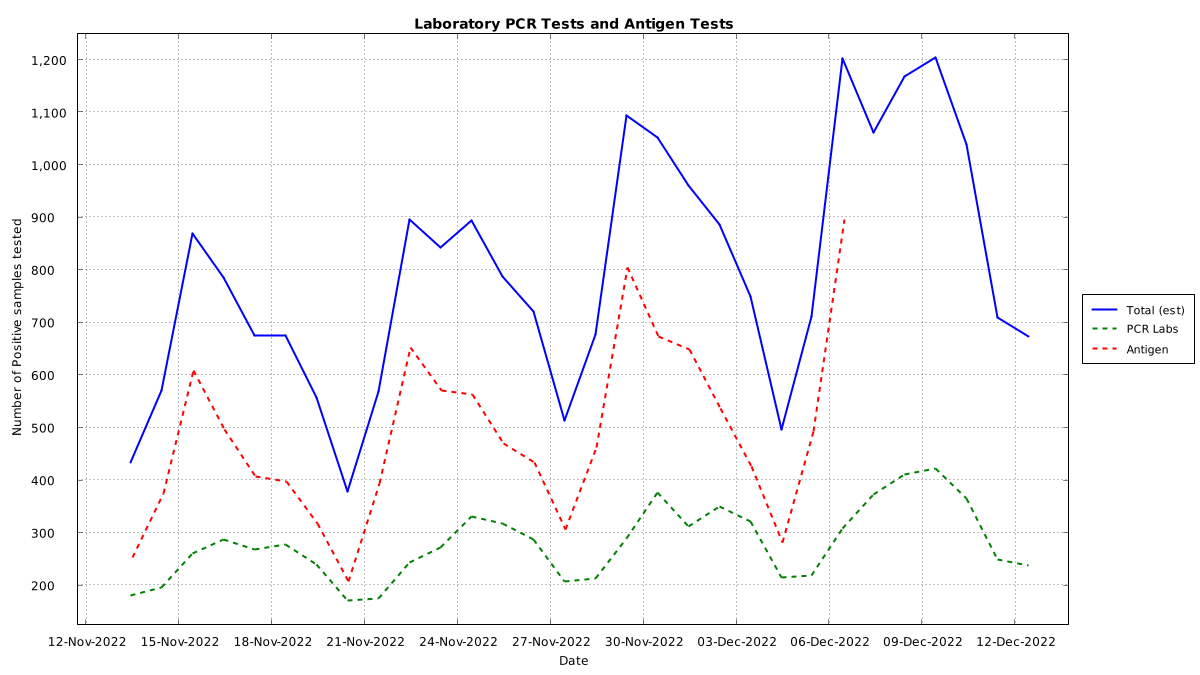 Laboratory PCR Tests and Antigen Tests
1,200
1,100
1,000
900
800
700
600
500
400
300
200
Number of Positive samples tested
12-Nov-2022 15-Nov-2022 18-Nov-2022 21-Nov-2022 24-Nov-2022 27-Nov-2022 30-Nov-2022 03-Dec-2022 06-Dec-2022 09-Dec-2022 12-Dec-2022
Date
Total (est)
PCR Labs
Antigen